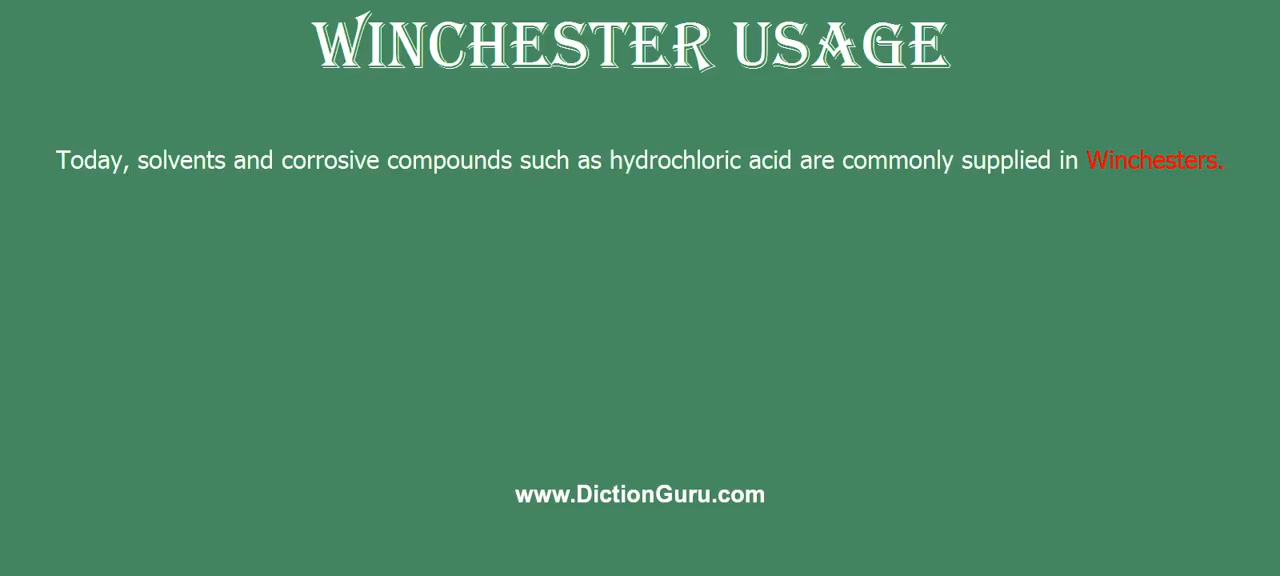 WINCHESTER USAGE
Today, solvents and corrosive compounds such as hydrochloric acid are commonly supplied in Winchesters.
www.DictionGuru.com